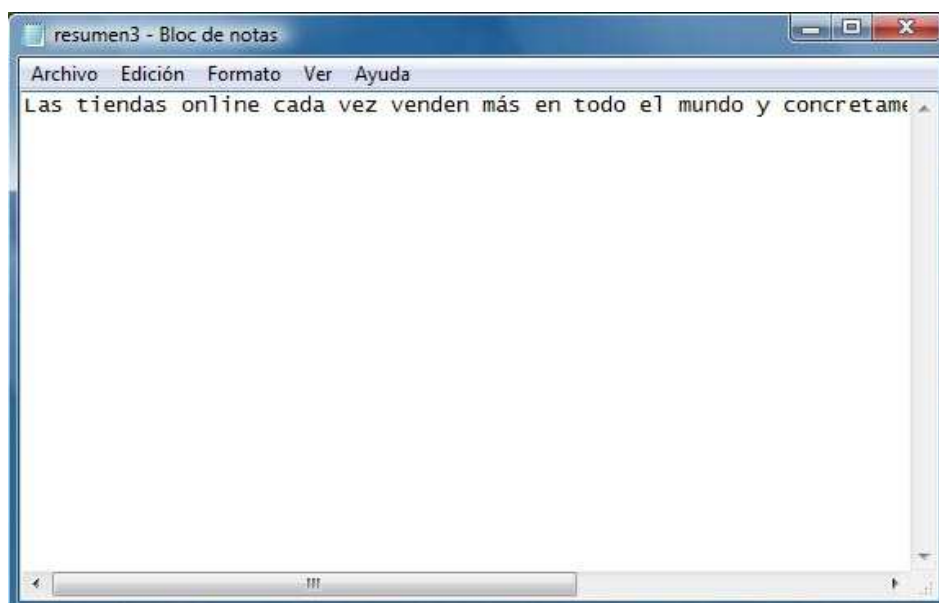 resumen3 - Bloc de notas
Archivo Edición Formato Ver Ayuda
Las tiendas online cada vez venden más en todo el mundo y concretame